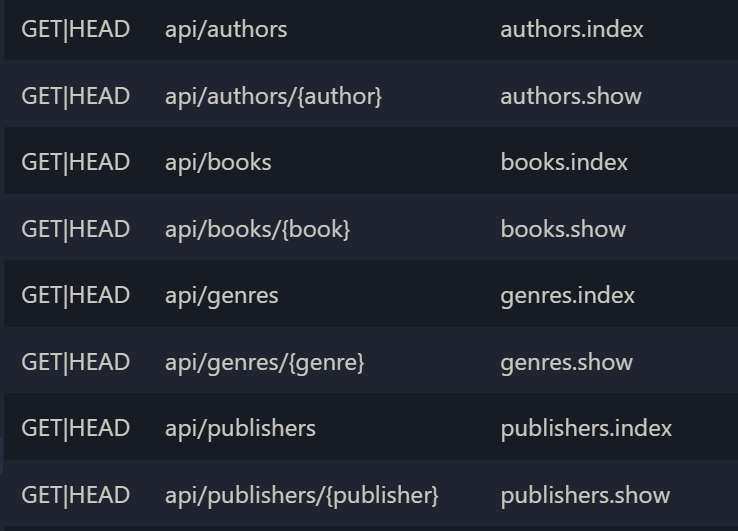 GET|HEAD api/authors authors.index
GET|HEAD api/authors/{author} authors.show
GET|HEAD api/books books.index
GET|HEAD api/books/{book} books.show
GET|HEAD api/genres genres.index
GET|HEAD api/genres/{genre} genres.show
GET|HEAD api/publishers publishers.index
GET|HEAD api/publishers/{publisher} publishers.show